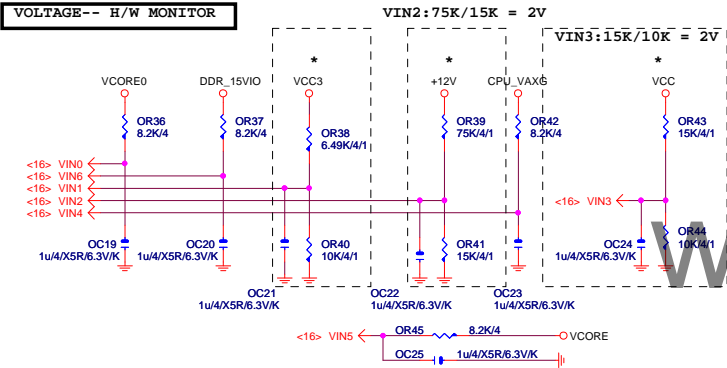 VOLTAGE-- H/W MONITOR
VIN2:75K/15K = 2V
VIN3:15K/10K = 2V
* * *
VCORE0 DDR_15VIO VCC3 +12V CPU_VAXG VCC
OR36 8.2K/4
OR37 8.2K/4
OR38 6.49K/4/1
OR39 75K/4/1
OR42 8.2K/4
OR43 15K/4/1
<16> VIN0
<16> VIN6
<16> VIN1
<16> VIN2
<16> VIN4
<16> VIN3
OC19 1u/4/X5R/6.3V/K
OC20 1u/4/X5R/6.3V/K
OR40 10K/4/1
OR41 15K/4/1
OC24 1u/4/X5R/6.3V/K
OR44 10K/4/1
OC21 1u/4/X5R/6.3V/K
OC22 1u/4/X5R/6.3V/K
OC23 1u/4/X5R/6.3V/K
<16> VIN5 OR45 8.2K/4 VCORE
OC25 1u/4/X5R/6.3V/K
W